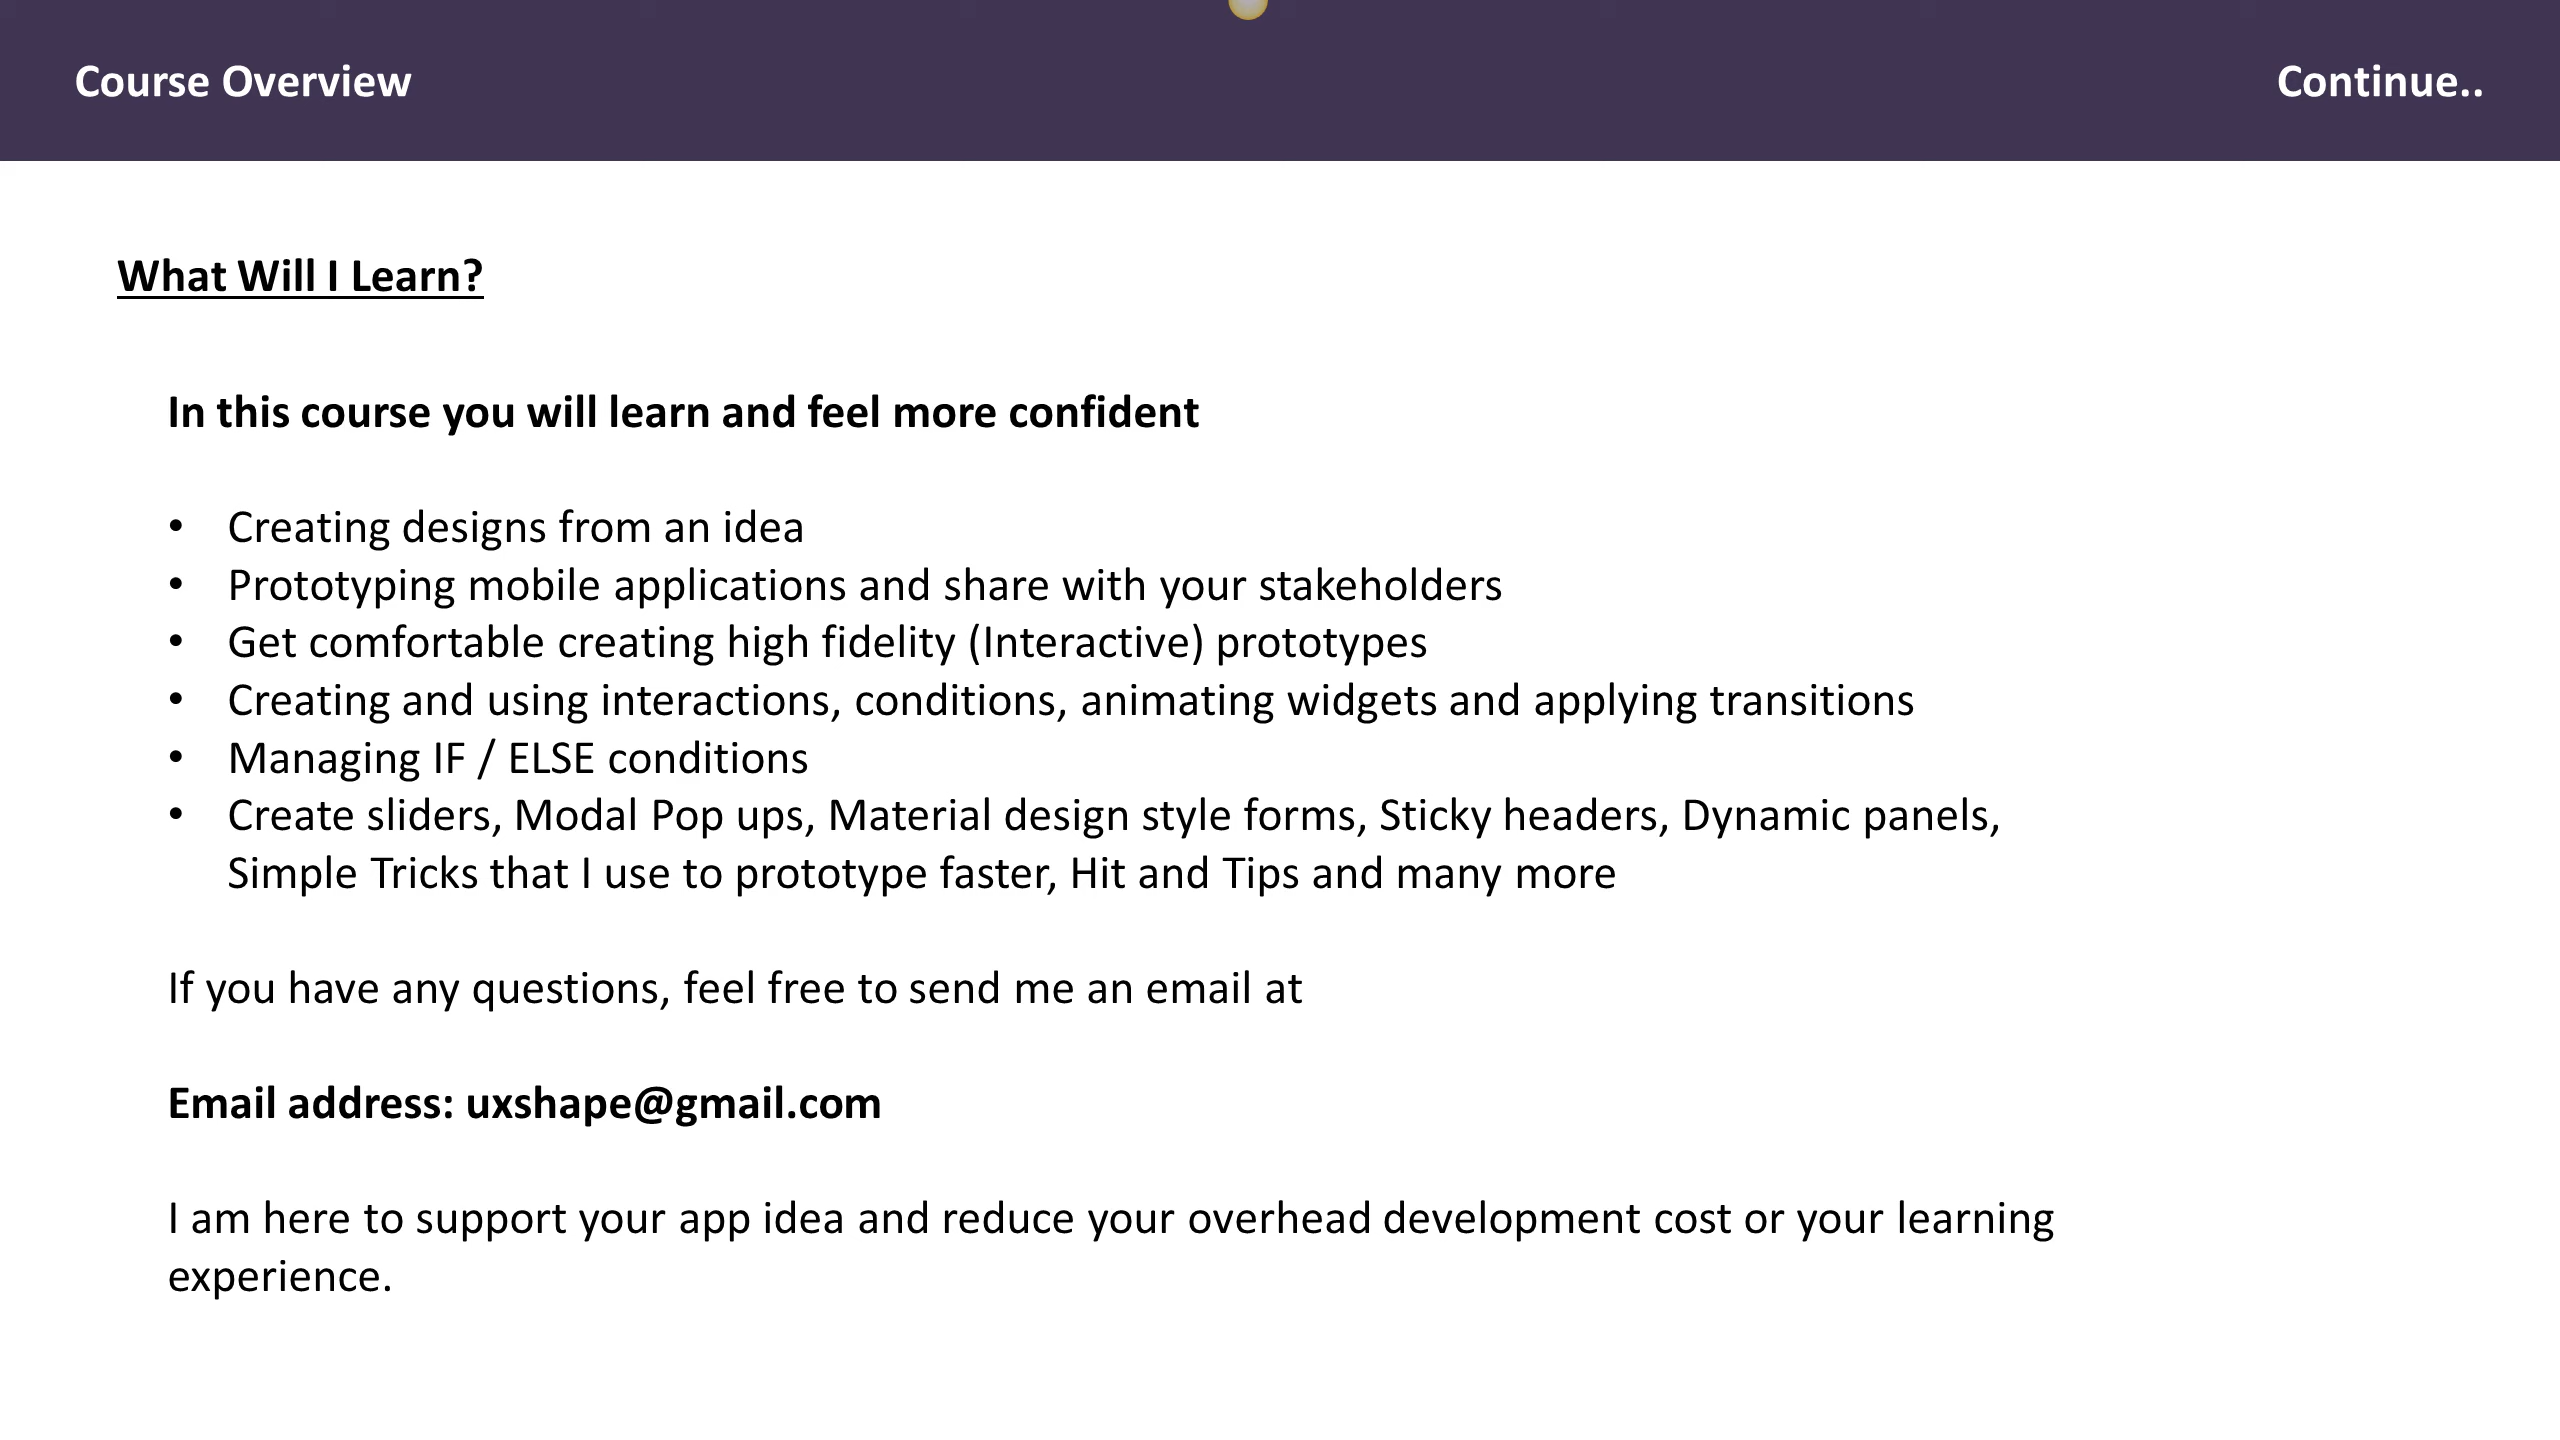 Course Overview
Continue..
What Will I Learn?
In this course you will learn and feel more confident
• Creating designs from an idea
• Prototyping mobile applications and share with your stakeholders
• Get comfortable creating high fidelity (Interactive) prototypes
• Creating and using interactions, conditions, animating widgets and applying transitions
• Managing IF / ELSE conditions
• Create sliders, Modal Pop ups, Material design style forms, Sticky headers, Dynamic panels,
Simple Tricks that I use to prototype faster, Hit and Tips and many more
If you have any questions, feel free to send me an email at
Email address: uxshape@gmail.com
I am here to support your app idea and reduce your overhead development cost or your learning
experience.